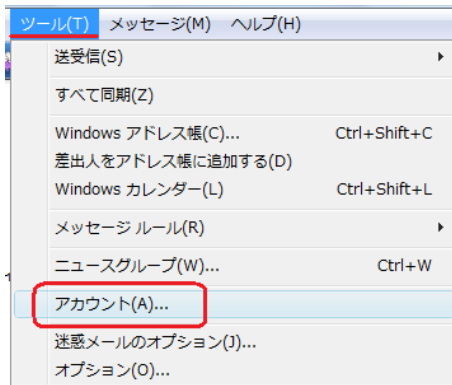 ツール(T) メッセージ(M) ヘルプ(H)
送受信(S)
すべて同期(Z)
Windows アドレス帳(C)... Ctrl+Shift+C
差出人をアドレス帳に追加する(D)
Windows カレンダー(L) Ctrl+Shift+L
メッセージ ルール(R)
ニュースグループ(W)... Ctrl+W
アカウント(A)...
迷惑メールのオプション(J)...
オプション(O)...